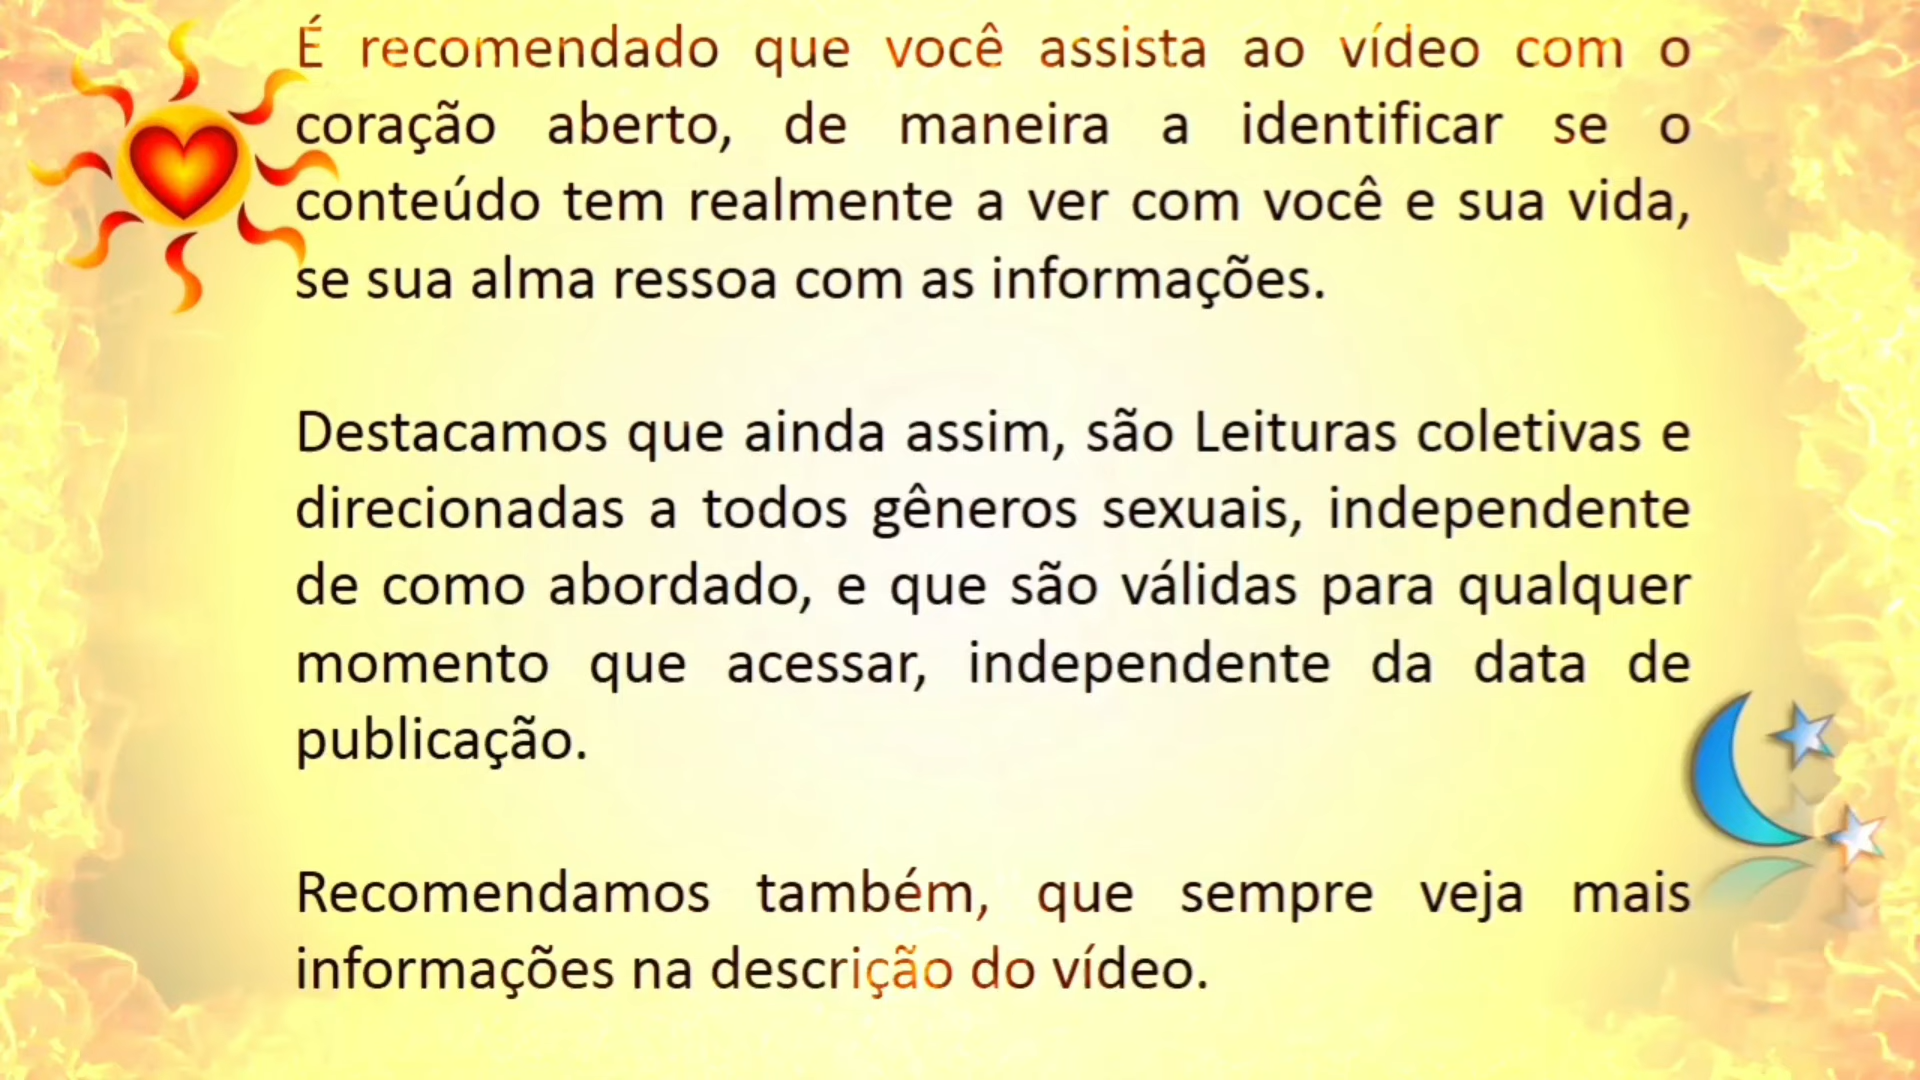 É recomendado que você assista ao vídeo com o
coração aberto, de maneira a identificar se o
conteúdo tem realmente a ver com você e sua vida,
se sua alma ressoa com as informações.
Destacamos que ainda assim, são Leituras coletivas e
direcionadas a todos gêneros sexuais, independente
de como abordado, e que são válidas para qualquer
momento que acessar, independente da data de
publicação.
Recomendamos também, que sempre veja mais
informações na descrição do vídeo.